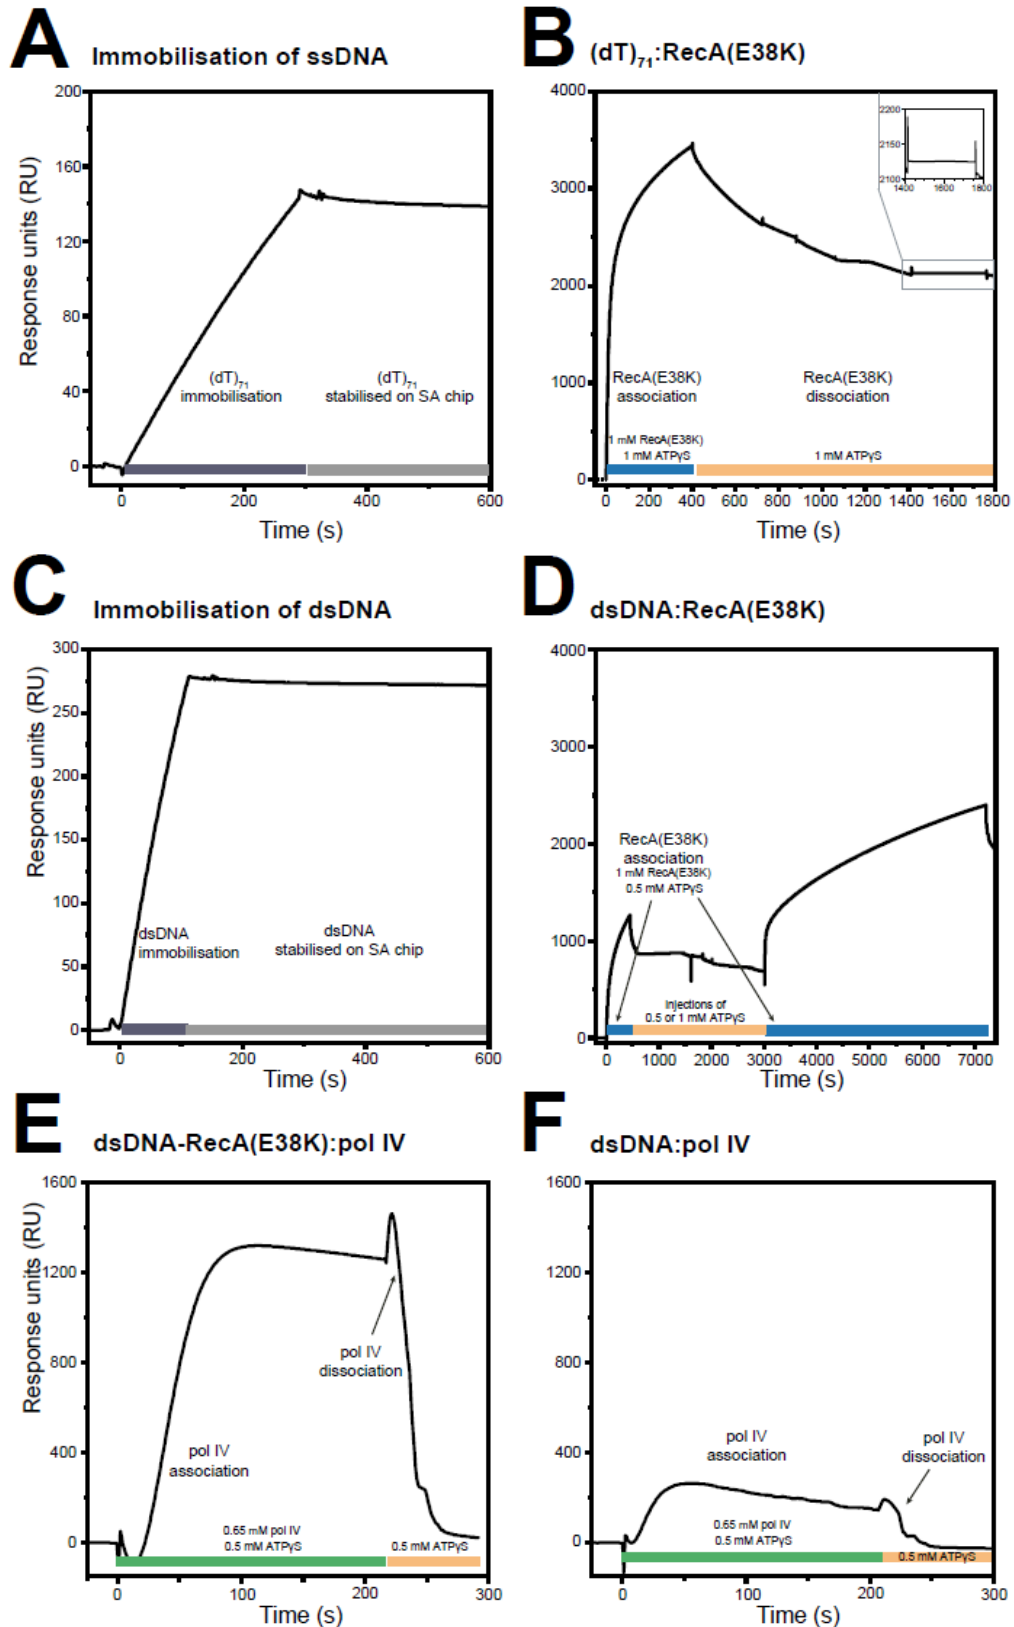 A Immobilisation of ssDNA
Response units (RU)
200
160
120
80
40
0
(dT)71
immobilisation
(dT)71
stabilised on SA chip
0 200 400 600
Time (s)
B (dT)71:RecA(E38K)
4000
3000
2000
1000
0
2200
2150
2100
1400 1600 1800
RecA(E38K)
association
RecA(E38K)
dissociation
1 mM RecA(E38K)
1 mM ATPγS
1 mM ATPγS
0 200 400 600 800 1000 1200 1400 1600 1800
Time (s)
C Immobilisation of dsDNA
Response units (RU)
300
250
200
150
100
50
0
dsDNA
immobilisation
dsDNA
stabilised on SA chip
0 200 400 600
Time (s)
D dsDNA:RecA(E38K)
4000
3000
2000
1000
0
RecA(E38K)
association
1 mM RecA(E38K)
0.5 mM ATPγS
Injections of
0.5 or 1 mM ATPγS
0 1000 2000 3000 4000 5000 6000 7000
Time (s)
E dsDNA-RecA(E38K):pol IV
Response units (RU)
1600
1200
800
400
0
pol IV
association
pol IV
dissociation
0.65 mM pol IV
0.5 mM ATPγS
0.5 mM ATPγS
0 100 200 300
Time (s)
F dsDNA:pol IV
1600
1200
800
400
0
pol IV
association
pol IV
dissociation
0.65 mM pol IV
0.5 mM ATPγS
0.5 mM ATPγS
0 100 200 300
Time (s)